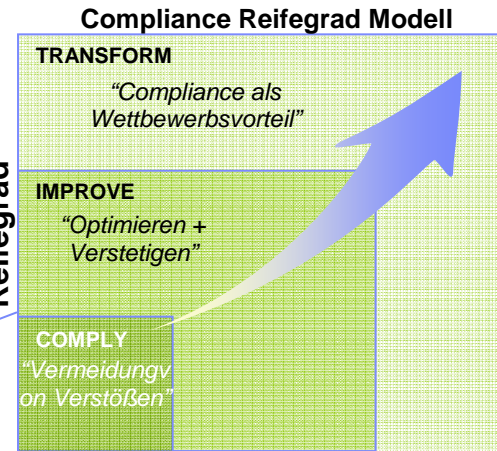 Compliance Reifegrad Modell
TRANSFORM
“Compliance als
Wettbewerbsvorteil”
IMPROVE
“Optimieren +
Verstetigen”
COMPLY
“Vermeidungv
on Verstößen”
Reifegrad